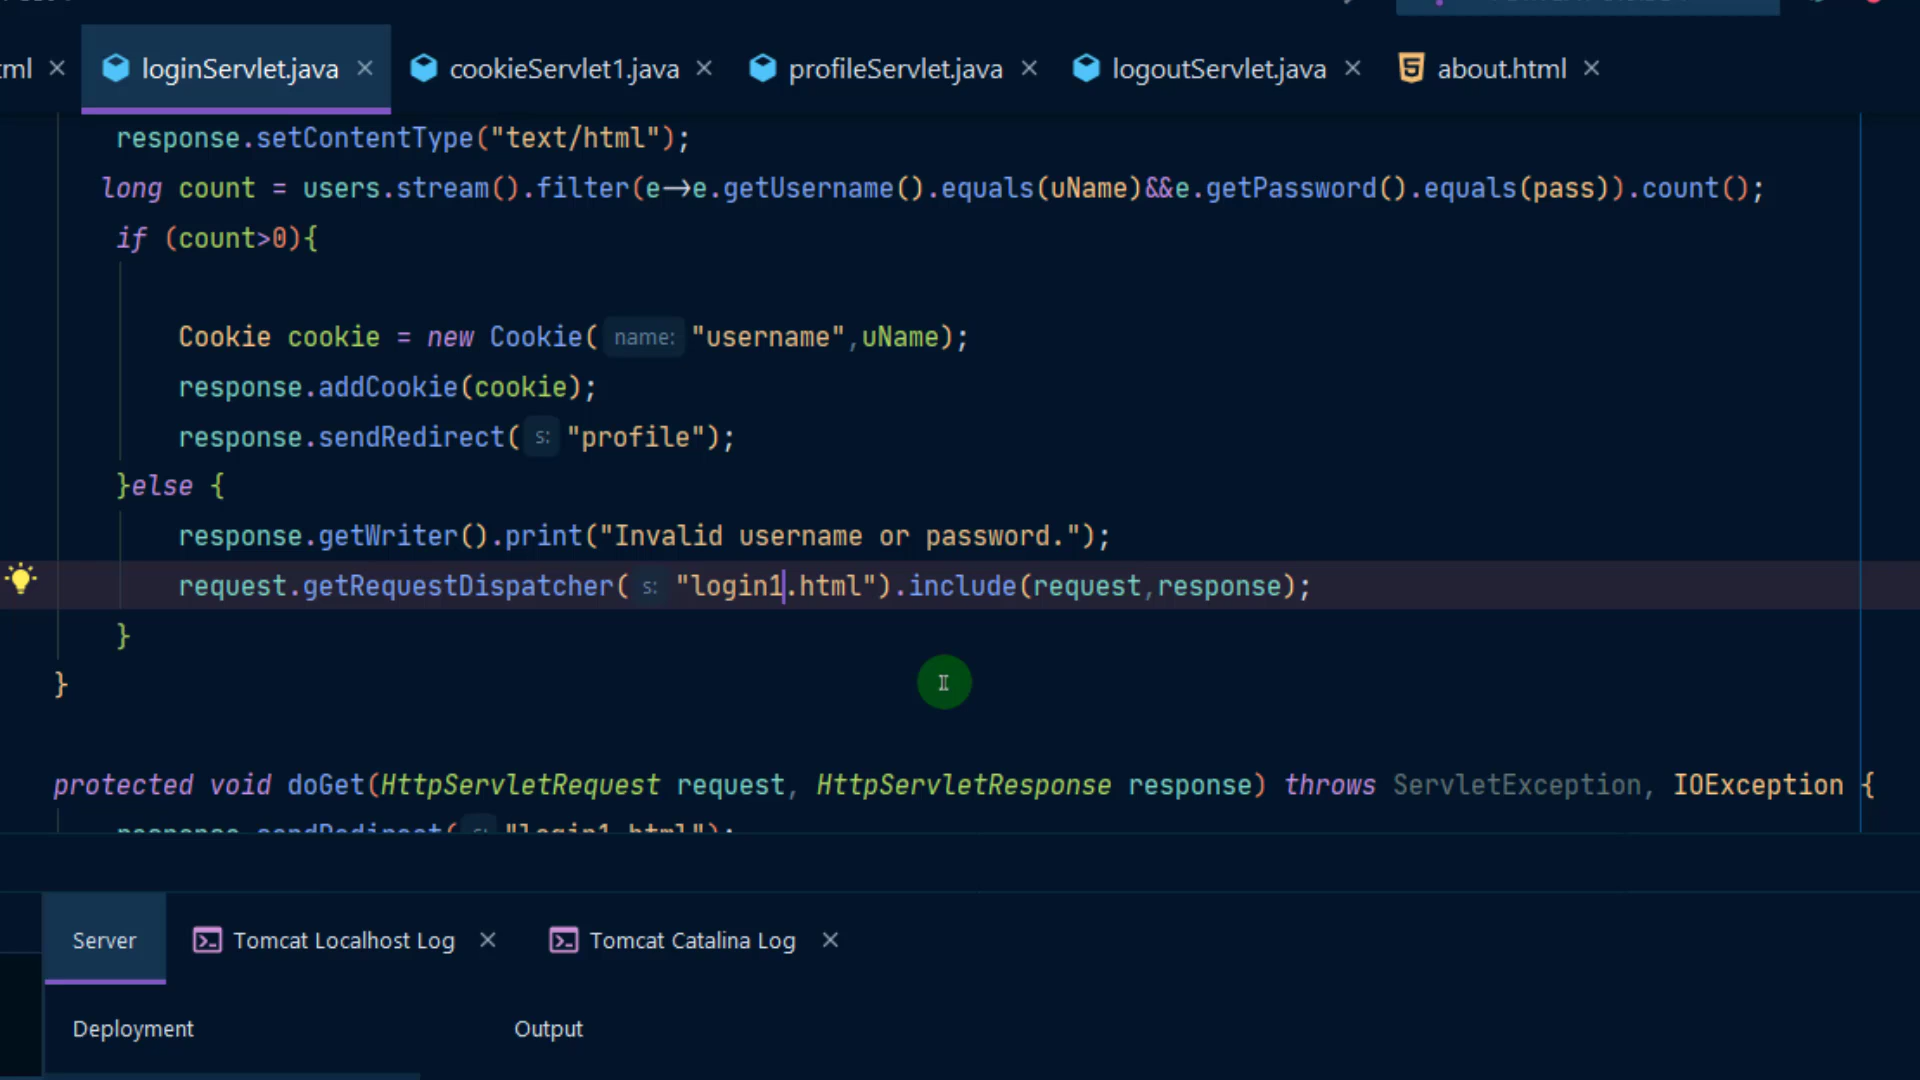 ml loginServlet.java cookieServlet1.java profileServlet.java logoutServlet.java about.html
response.setContentType("text/html");
long count = users.stream().filter(e->e.getUsername().equals(uName)&&e.getPassword().equals(pass)).count();
if (count>0){
Cookie cookie = new Cookie( name: "username",uName);
response.addCookie(cookie);
response.sendRedirect( s: "profile");
}else {
response.getWriter().print("Invalid username or password.");
request.getRequestDispatcher( s: "login1.html").include(request,response);
}
}
protected void doGet(HttpServletRequest request, HttpServletResponse response) throws ServletException, IOException {
response.sendRedirect( s: "login1.html");
Server Tomcat Localhost Log Tomcat Catalina Log
Deployment Output